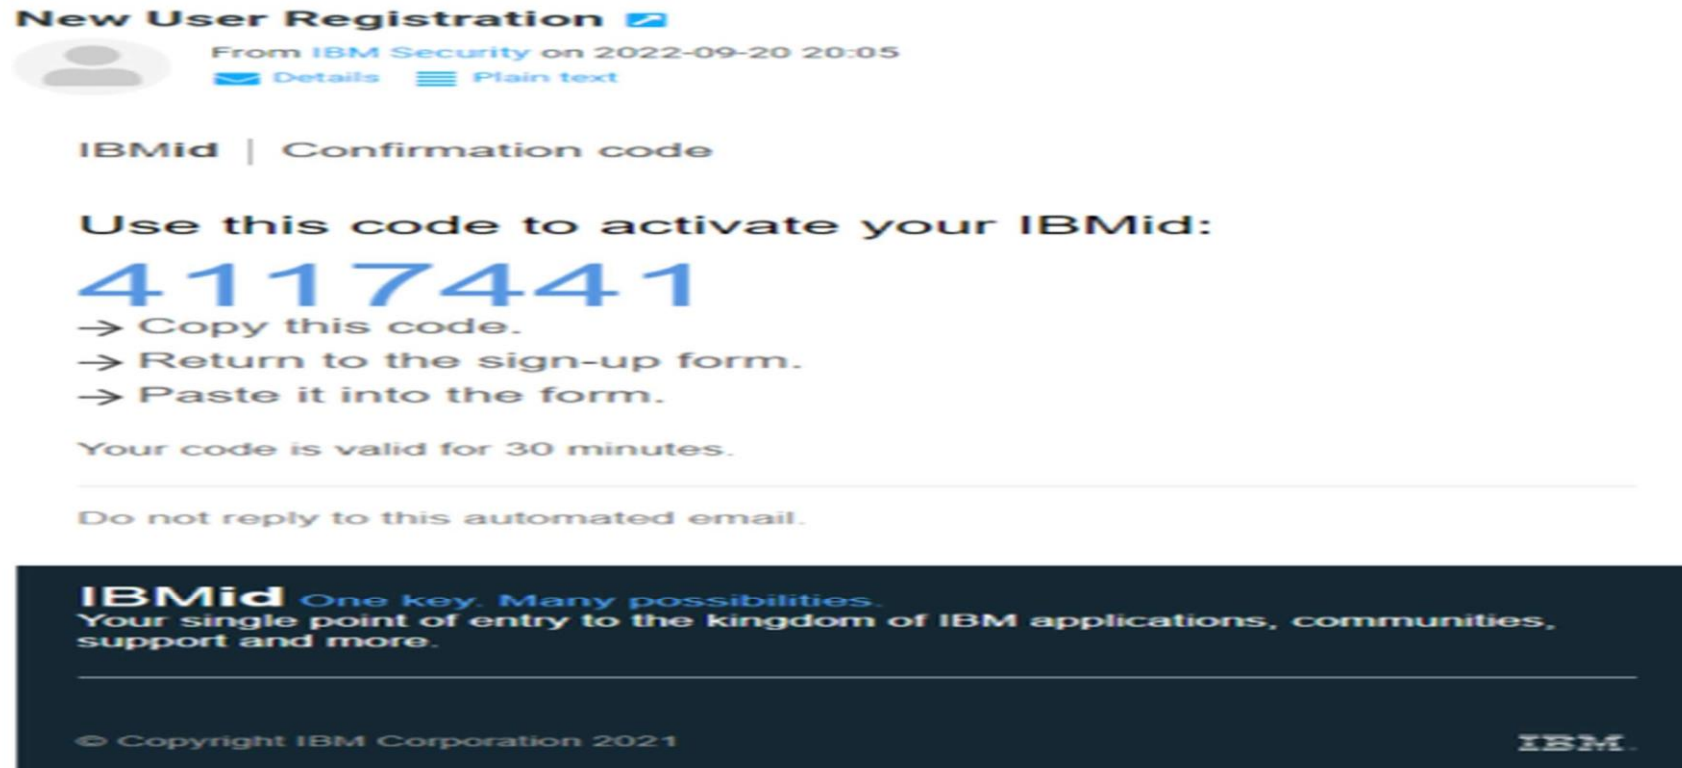 New User Registration
From IBM Security on 2022-09-20 20:05
Details Plain text
IBMid | Confirmation code
Use this code to activate your IBMid:
4117441
→ Copy this code.
→ Return to the sign-up form.
→ Paste it into the form.
Your code is valid for 30 minutes.
Do not reply to this automated email.
IBMid One key. Many possibilities.
Your single point of entry to the kingdom of IBM applications, communities,
support and more.
© Copyright IBM Corporation 2021
IBM.